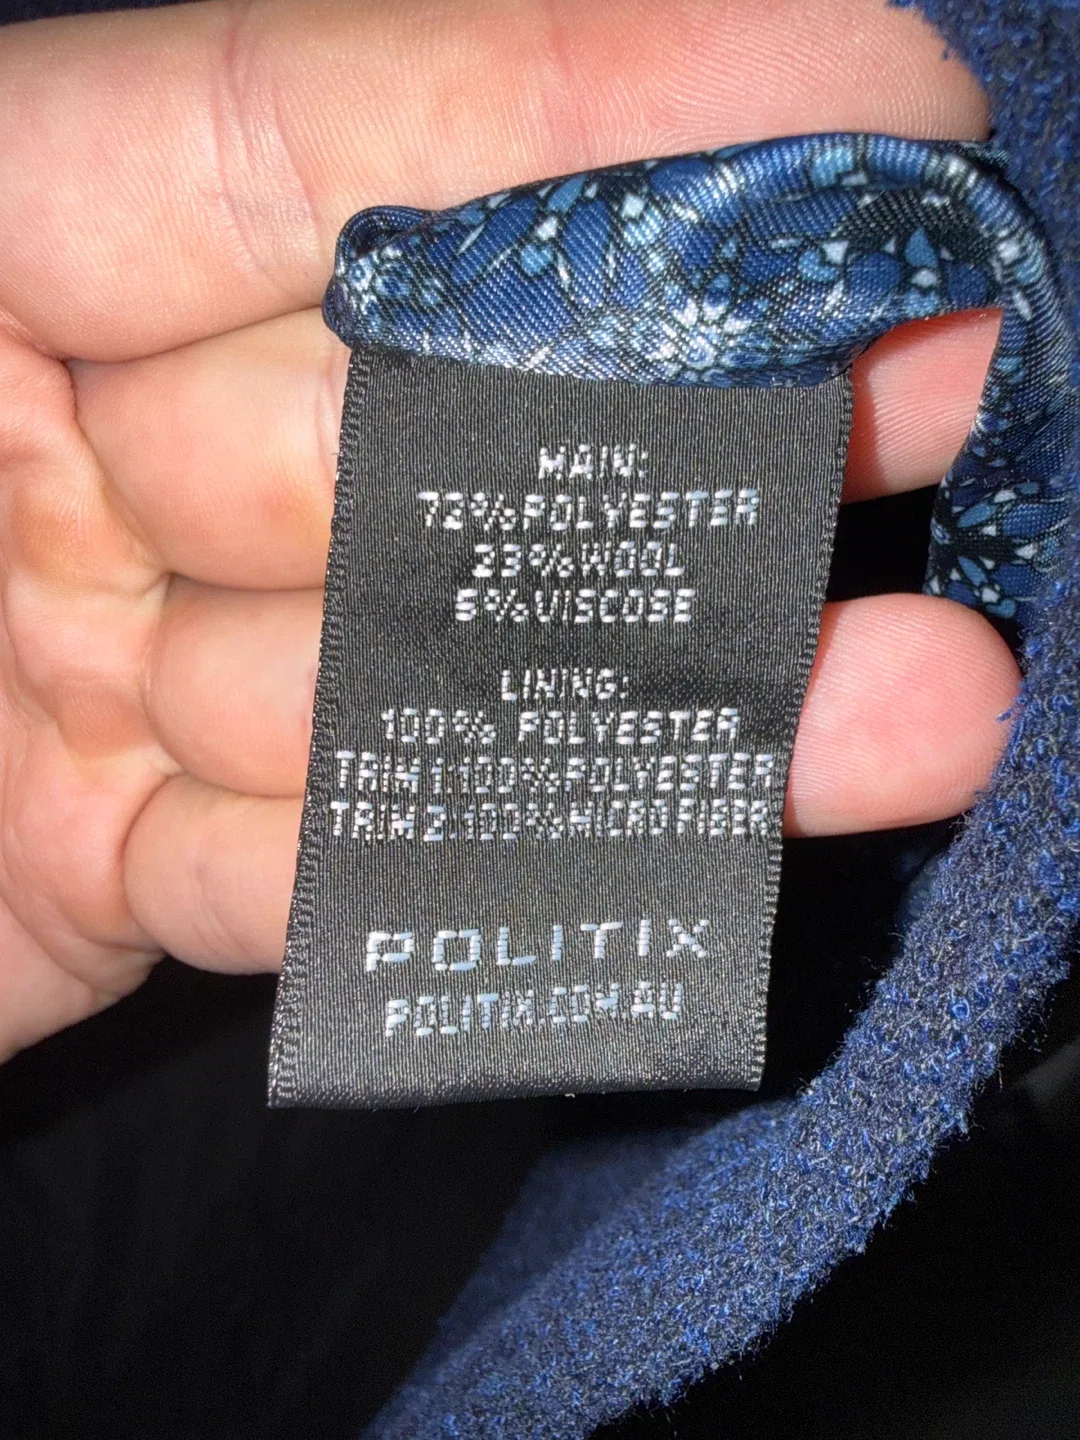 MAIN:
72%POLYESTER
23%WOOL
5%VISCOSE
LINING:
100% POLYESTER
TRIM 1:100%POLYESTER
TRIM 2:100%MICRO FIBER
POLITIX
POLITIX.COM.AU